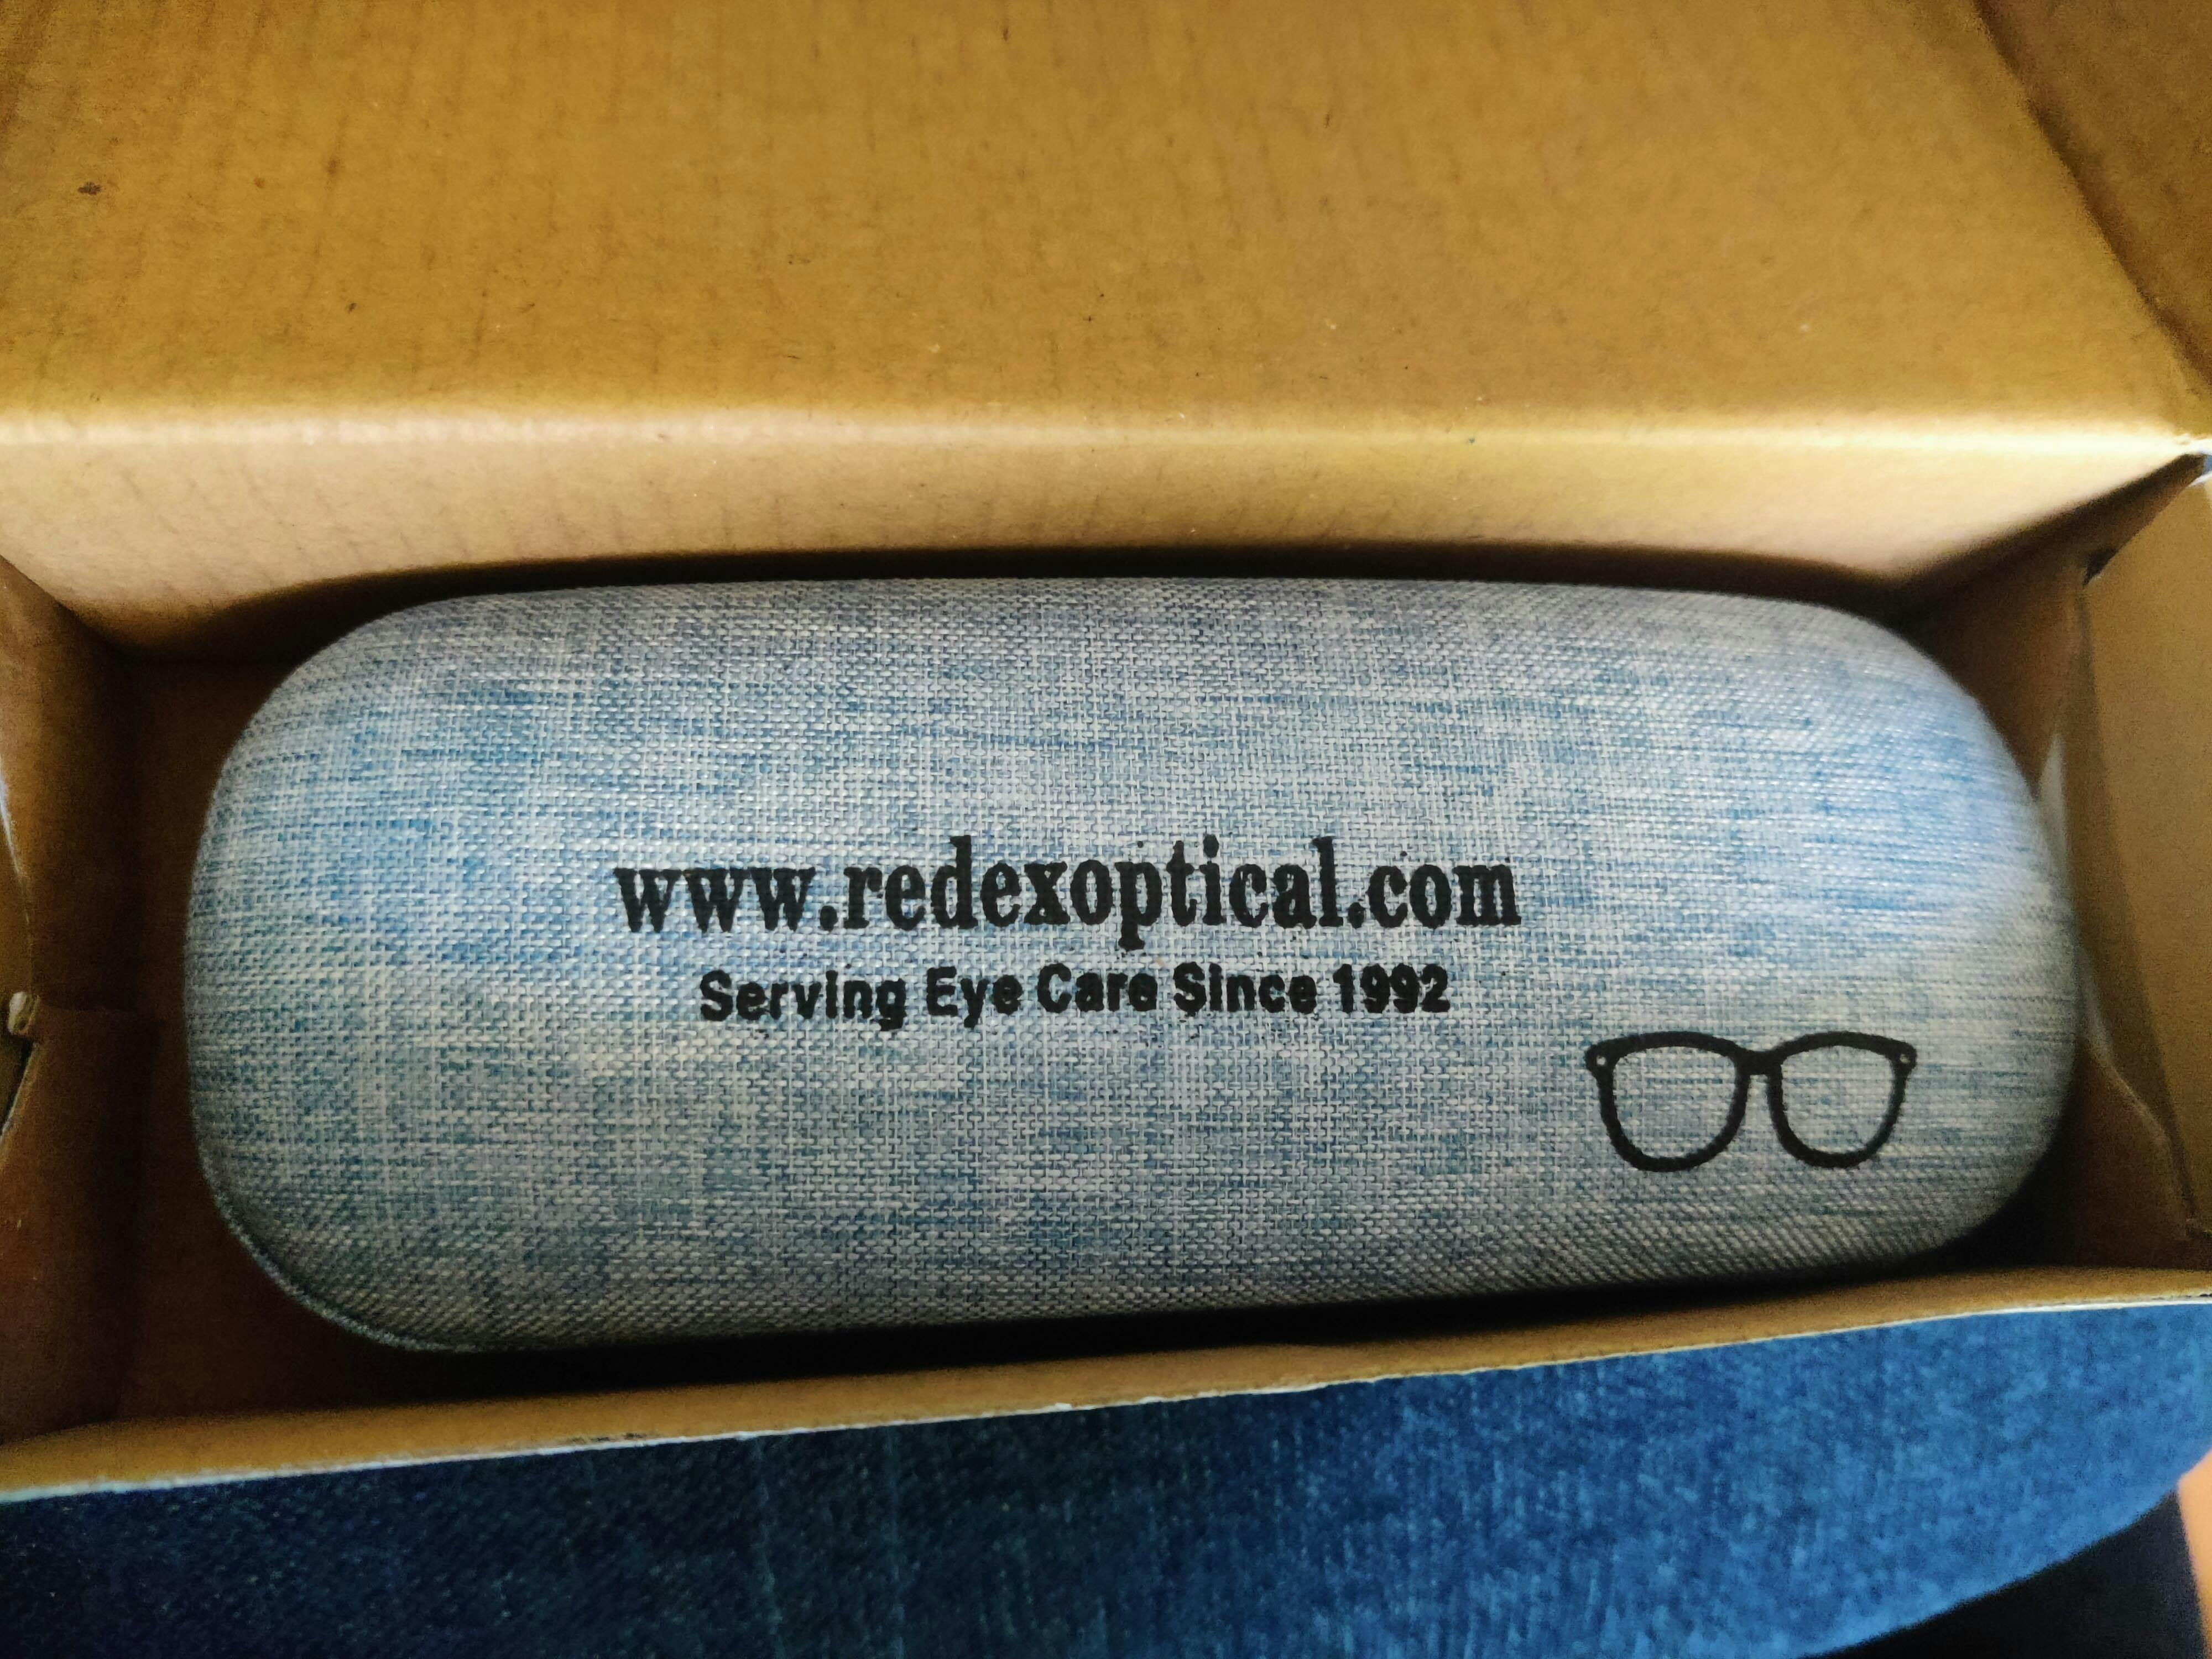 www.redexoptical.com
Serving Eye Care Since 1992